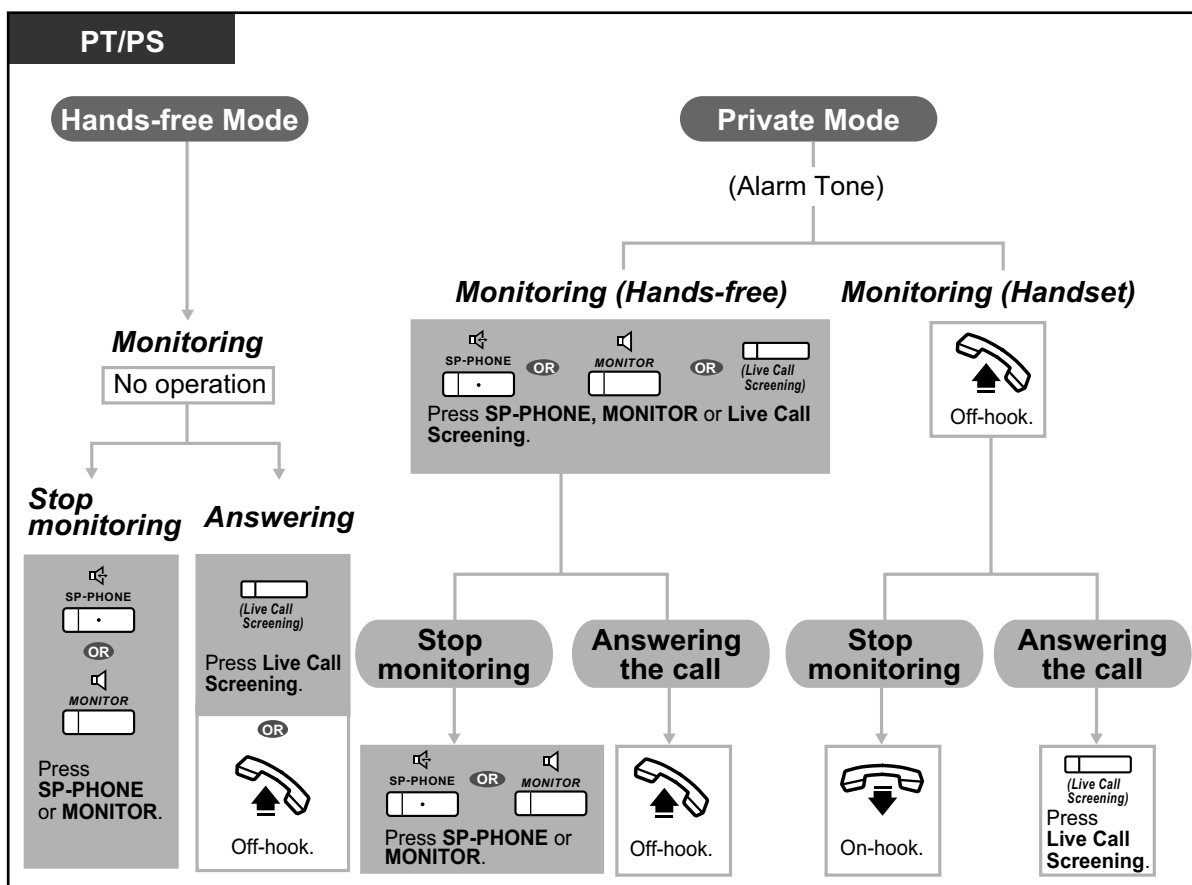 PT/PS
Hands-free Mode
Monitoring
No operation
Stop
monitoring
SP-PHONE
OR
MONITOR
Press
SP-PHONE
or MONITOR.
Answering
(Live Call
Screening)
Press Live Call
Screening.
OR
Off-hook.
Private Mode
(Alarm Tone)
Monitoring (Hands-free)
SP-PHONE
OR
MONITOR
OR
(Live Call
Screening)
Press SP-PHONE, MONITOR or Live Call
Screening.
Stop
monitoring
SP-PHONE
OR
MONITOR
Press SP-PHONE or
MONITOR.
Answering
the call
Off-hook.
Monitoring (Handset)
Off-hook.
Stop
monitoring
On-hook.
Answering
the call
(Live Call
Screening)
Press
Live Call
Screening.